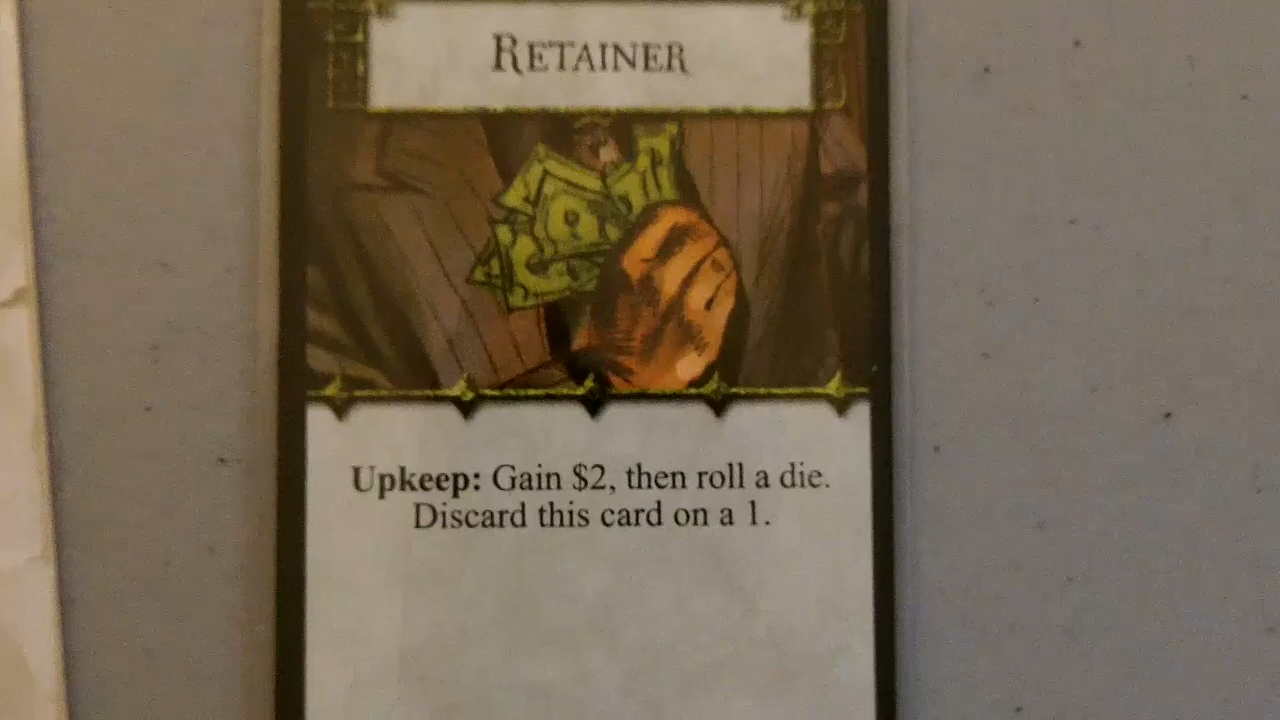 RETAINER
Upkeep: Gain $2, then roll a die.
Discard this card on a 1.